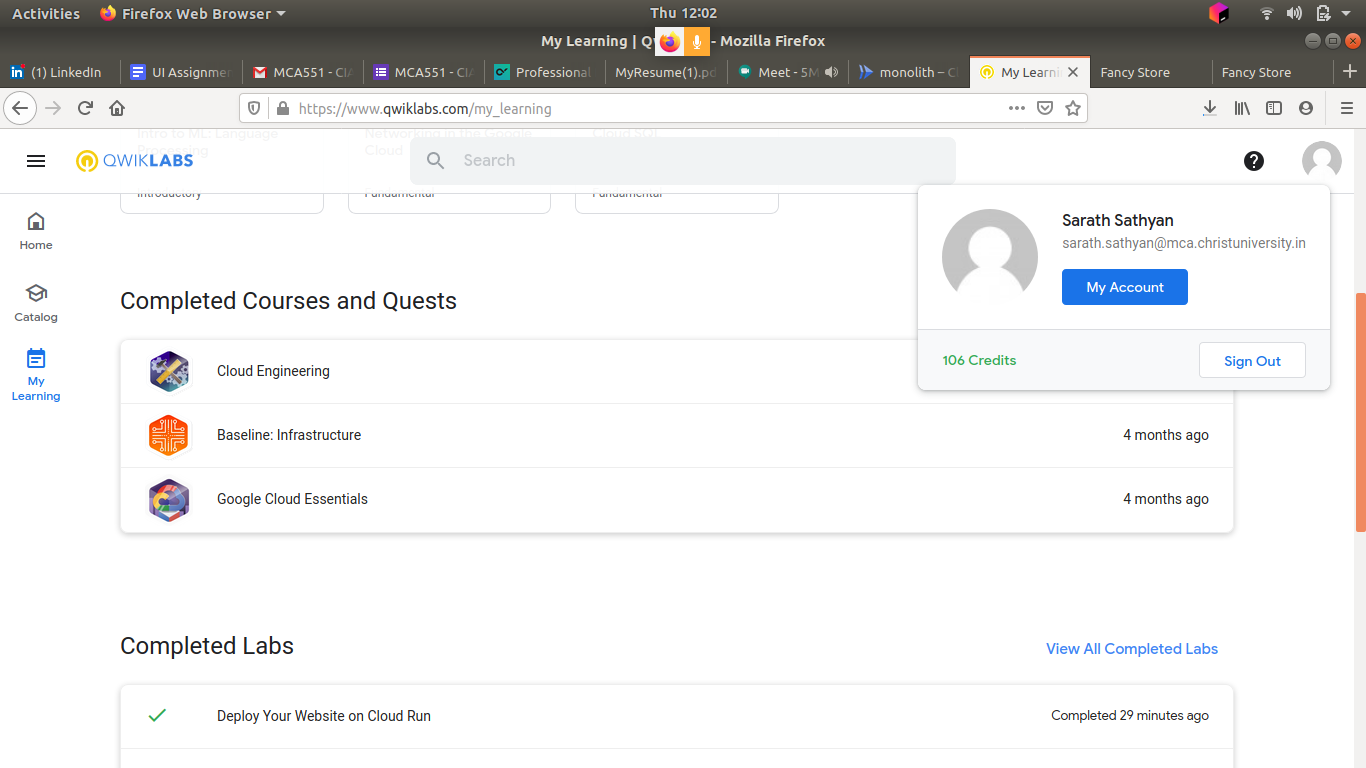 Activities Firefox Web Browser Thu 12:02
My Learning | Q - Mozilla Firefox
(1) LinkedIn UI Assignmer MCA551 - CIA MCA551 - CIA Professional MyResume(1).pd Meet - 5M monolith – C My Learni Fancy Store Fancy Store
https://www.qwiklabs.com/my_learning
Intro to ML: Language Processing
Networking in the Google Cloud
Cloud SQL
QWIKLABS Search
Introductory Fundamental Fundamental
Home
Catalog
My Learning
Sarath Sathyan
sarath.sathyan@mca.christuniversity.in
My Account
106 Credits Sign Out
Completed Courses and Quests
Cloud Engineering
Baseline: Infrastructure 4 months ago
Google Cloud Essentials 4 months ago
Completed Labs View All Completed Labs
Deploy Your Website on Cloud Run Completed 29 minutes ago